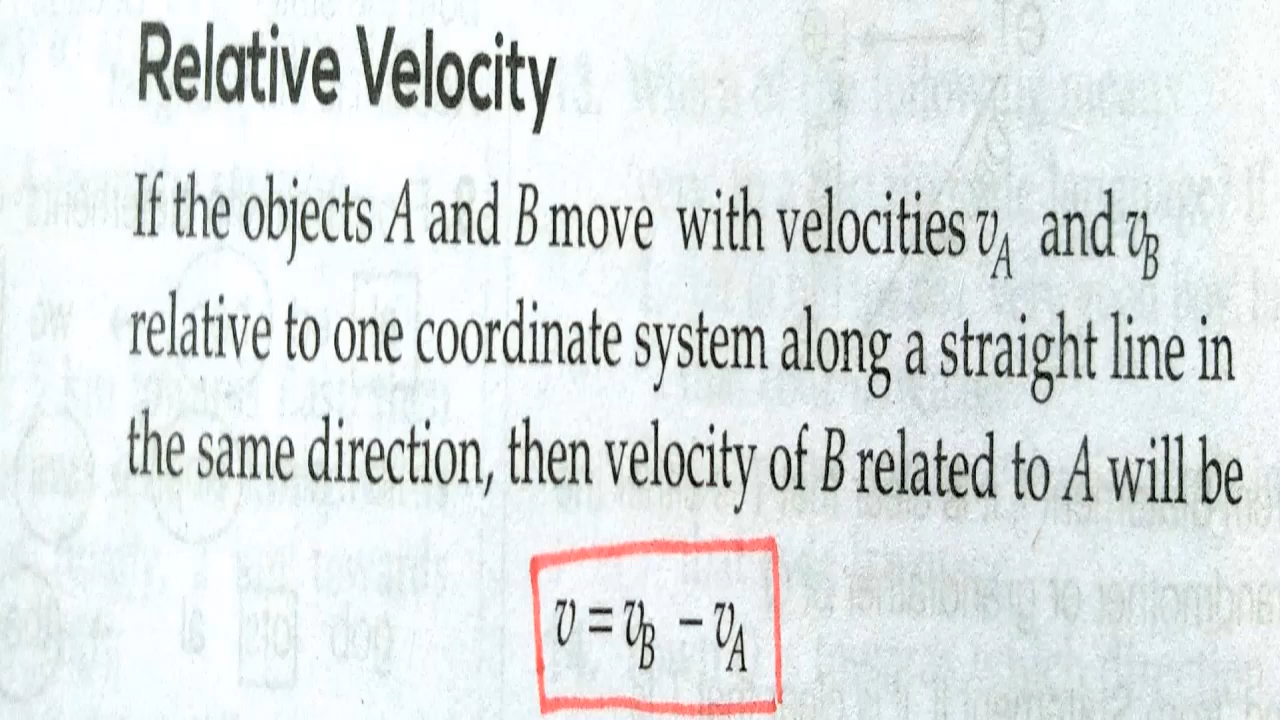 Relative Velocity
If the objects A and B move with velocities v_A and v_B
relative to one coordinate system along a straight line in
the same direction, then velocity of B related to A will be
v = v_B − v_A